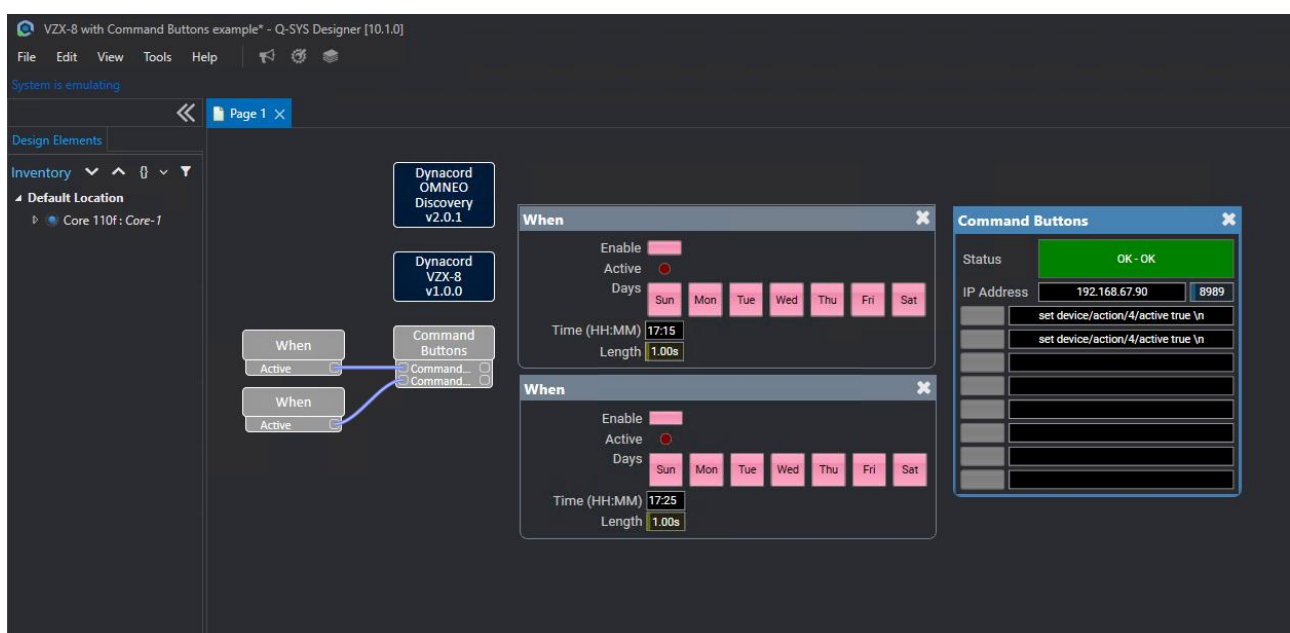 VZX-8 with Command Buttons example* - Q-SYS Designer [10.1.0]
File Edit View Tools Help
System is emulating
Page 1
Design Elements
Inventory {}
Default Location
Core 110f : Core-1
Dynacord
OMNEO
Discovery
v2.0.1
Dynacord
VZX-8
v1.0.0
When
Active
When
Active
Command
Buttons
Command...
Command...
When
Enable
Active
Days
Sun Mon Tue Wed Thu Fri Sat
Time (HH:MM) 17:15
Length 1.00s
When
Enable
Active
Days
Sun Mon Tue Wed Thu Fri Sat
Time (HH:MM) 17:25
Length 1.00s
Command Buttons
Status OK - OK
IP Address 192.168.67.90 8989
set device/action/4/active true \n
set device/action/4/active true \n